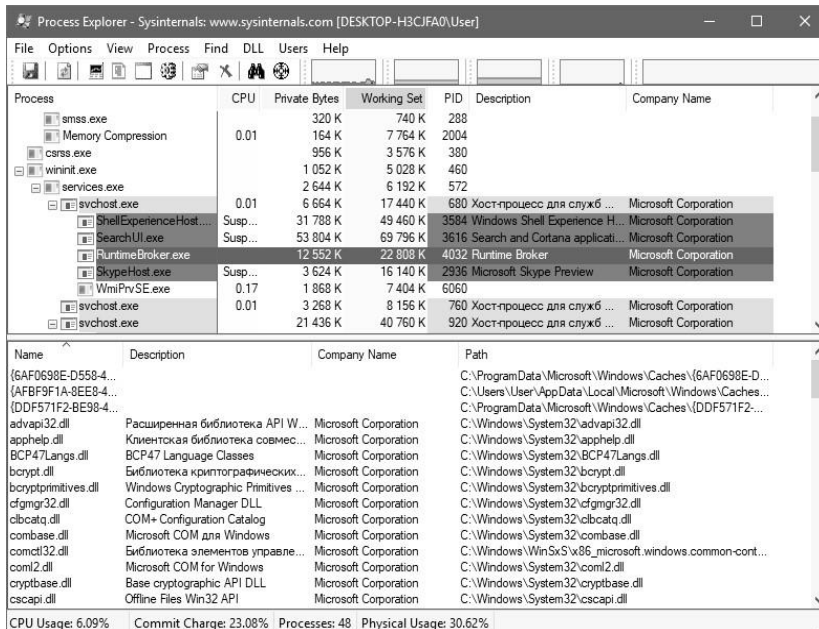 Process Explorer - Sysinternals: www.sysinternals.com [DESKTOP-H3CJFA0\User]
File Options View Process Find DLL Users Help
Process CPU Private Bytes Working Set PID Description Company Name
smss.exe 320 K 740 K 288
Memory Compression 0.01 164 K 7 764 K 2004
csrss.exe 956 K 3 576 K 380
wininit.exe 1 052 K 5 028 K 460
services.exe 2 644 K 6 192 K 572
svchost.exe 0.01 6 664 K 17 440 K 680 Хост-процесс для служб ... Microsoft Corporation
ShellExperienceHost.... Susp... 31 788 K 49 460 K 3584 Windows Shell Experience H... Microsoft Corporation
SearchUI.exe Susp... 53 804 K 69 796 K 3616 Search and Cortana applicati... Microsoft Corporation
RuntimeBroker.exe 12 552 K 22 808 K 4032 Runtime Broker Microsoft Corporation
SkypeHost.exe Susp... 3 624 K 16 140 K 2936 Microsoft Skype Preview Microsoft Corporation
WmiPrvSE.exe 0.17 1 868 K 7 404 K 6060
svchost.exe 0.01 3 268 K 8 156 K 760 Хост-процесс для служб ... Microsoft Corporation
svchost.exe 21 436 K 40 760 K 920 Хост-процесс для служб ... Microsoft Corporation
Name Description Company Name Path
{6AF0698E-D558-4... C:\ProgramData\Microsoft\Windows\Caches\{6AF0698E-D...
{AFBF9F1A-8EE8-4... C:\Users\User\AppData\Local\Microsoft\Windows\Caches...
{DDF571F2-BE98-4... C:\ProgramData\Microsoft\Windows\Caches\{DDF571F2-...
advapi32.dll Расширенная библиотека API W... Microsoft Corporation C:\Windows\System32\advapi32.dll
apphelp.dll Клиентская библиотека совмес... Microsoft Corporation C:\Windows\System32\apphelp.dll
BCP47Langs.dll BCP47 Language Classes Microsoft Corporation C:\Windows\System32\BCP47Langs.dll
bcrypt.dll Библиотека криптографических... Microsoft Corporation C:\Windows\System32\bcrypt.dll
bcryptprimitives.dll Windows Cryptographic Primitives ... Microsoft Corporation C:\Windows\System32\bcryptprimitives.dll
cfgmgr32.dll Configuration Manager DLL Microsoft Corporation C:\Windows\System32\cfgmgr32.dll
clbcatq.dll COM+ Configuration Catalog Microsoft Corporation C:\Windows\System32\clbcatq.dll
combase.dll Microsoft COM для Windows Microsoft Corporation C:\Windows\System32\combase.dll
comctl32.dll Библиотека элементов управле... Microsoft Corporation C:\Windows\WinSxS\x86_microsoft.windows.common-cont...
coml2.dll Microsoft COM for Windows Microsoft Corporation C:\Windows\System32\coml2.dll
cryptbase.dll Base cryptographic API DLL Microsoft Corporation C:\Windows\System32\cryptbase.dll
cscapi.dll Offline Files Win32 API Microsoft Corporation C:\Windows\System32\cscapi.dll
CPU Usage: 6.09% Commit Charge: 23.08% Processes: 48 Physical Usage: 30.62%